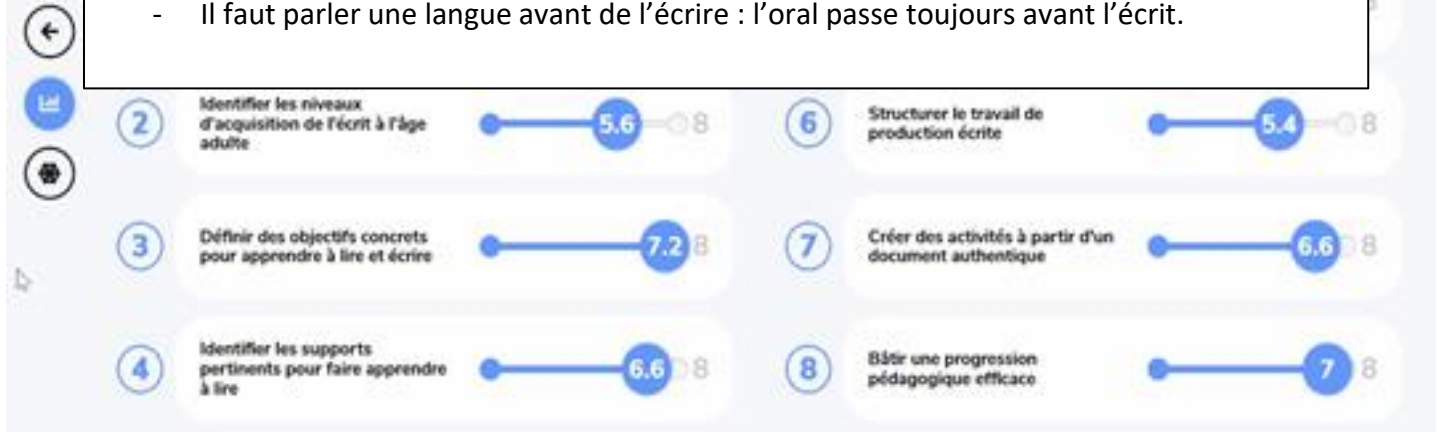 - Il faut parler une langue avant de l’écrire : l’oral passe toujours avant l’écrit.
2
Identifier les niveaux
d'acquisition de l'écrit à l'âge
adulte
5.6
8
6
Structurer le travail de
production écrite
5.4
8
3
Définir des objectifs concrets
pour apprendre à lire et écrire
7.2
8
7
Créer des activités à partir d'un
document authentique
6.6
8
4
Identifier les supports
pertinents pour faire apprendre
à lire
6.6
8
8
Bâtir une progression
pédagogique efficace
7
8